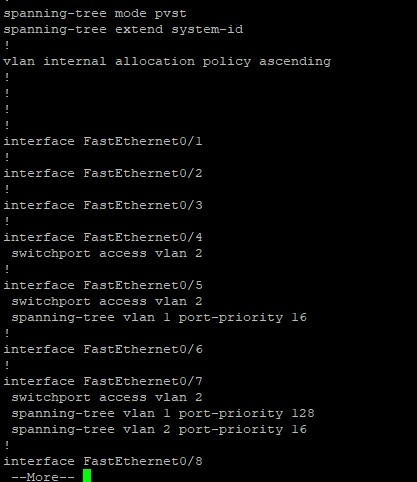 spanning-tree mode pvst
spanning-tree extend system-id
!
vlan internal allocation policy ascending
!
!
!
!
interface FastEthernet0/1
!
interface FastEthernet0/2
!
interface FastEthernet0/3
!
interface FastEthernet0/4
 switchport access vlan 2
!
interface FastEthernet0/5
 switchport access vlan 2
 spanning-tree vlan 1 port-priority 16
!
interface FastEthernet0/6
!
interface FastEthernet0/7
 switchport access vlan 2
 spanning-tree vlan 1 port-priority 128
 spanning-tree vlan 2 port-priority 16
!
interface FastEthernet0/8
 --More--